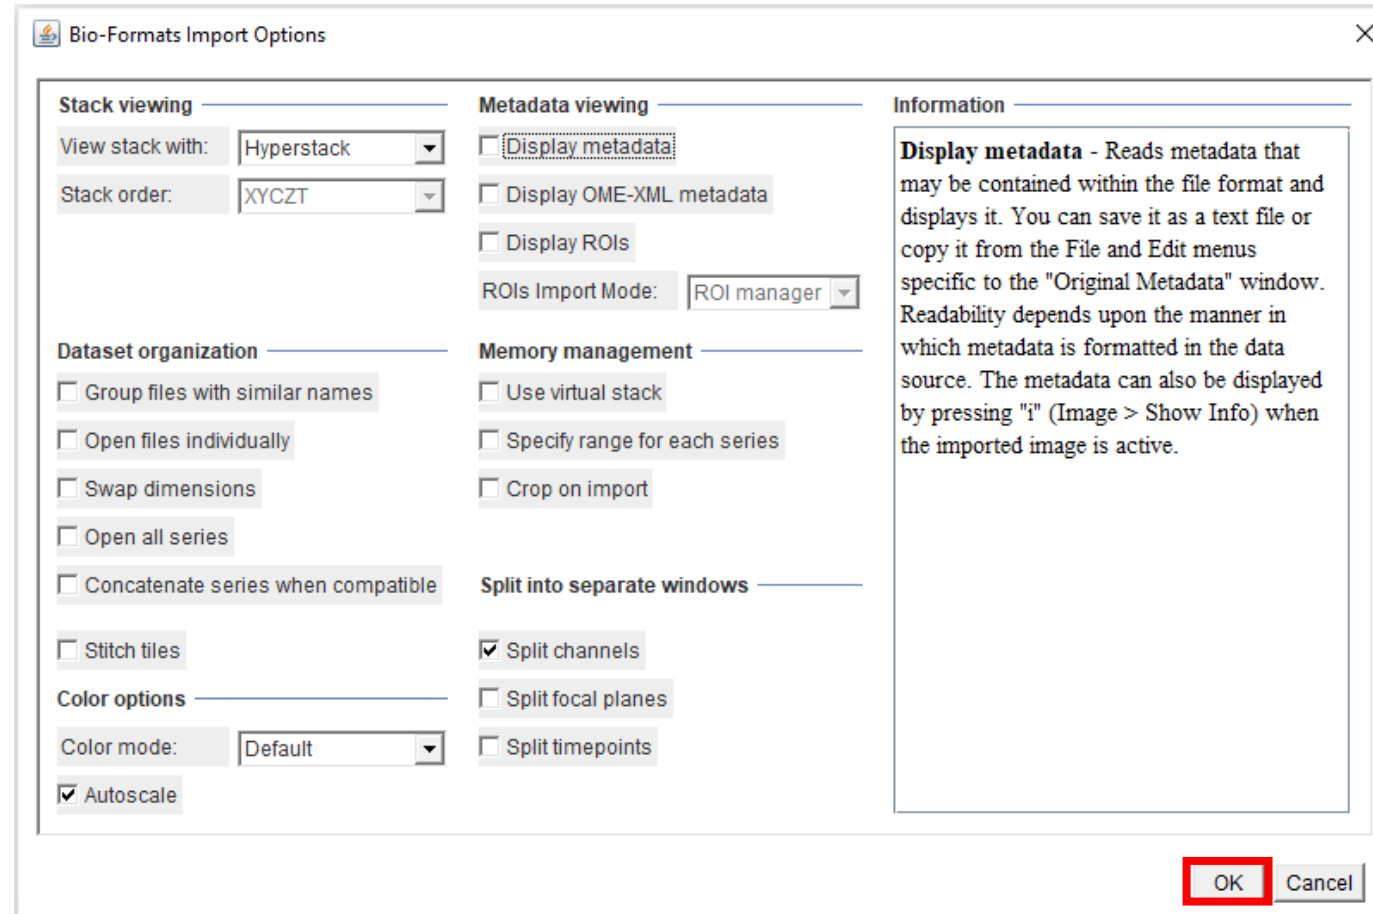 Bio-Formats Import Options
Stack viewing
View stack with:
Hyperstack
Stack order:
XYCZT
Metadata viewing
Display metadata
Display OME-XML metadata
Display ROIs
ROIs Import Mode:
ROI manager
Information
Display metadata - Reads metadata that
may be contained within the file format and
displays it. You can save it as a text file or
copy it from the File and Edit menus
specific to the "Original Metadata" window.
Readability depends upon the manner in
which metadata is formatted in the data
source. The metadata can also be displayed
by pressing "i" (Image > Show Info) when
the imported image is active.
Dataset organization
Group files with similar names
Open files individually
Swap dimensions
Open all series
Concatenate series when compatible
Stitch tiles
Memory management
Use virtual stack
Specify range for each series
Crop on import
Split into separate windows
Split channels
Split focal planes
Split timepoints
Color options
Color mode:
Default
Autoscale
OK
Cancel